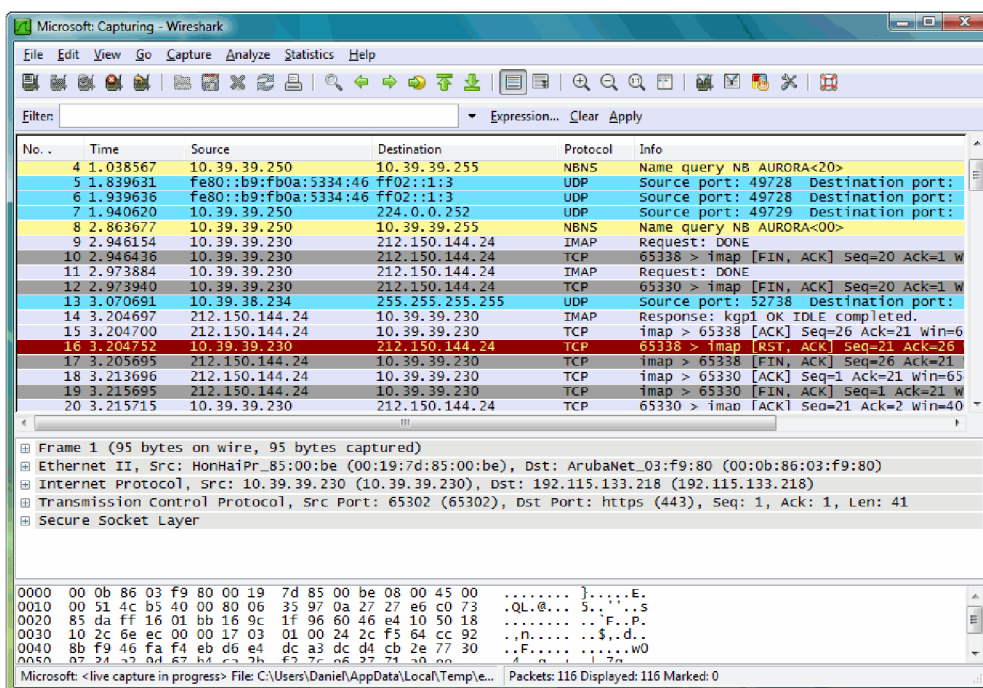 Microsoft: Capturing - Wireshark
File Edit View Go Capture Analyze Statistics Help
Filter: Expression... Clear Apply
No. . Time Source Destination Protocol Info
4 1.038567 10.39.39.250 10.39.39.255 NBNS Name query NB AURORA<20>
5 1.839631 fe80::b9:fb0a:5334:46 ff02::1:3 UDP Source port: 49728 Destination port:
6 1.939636 fe80::b9:fb0a:5334:46 ff02::1:3 UDP Source port: 49728 Destination port:
7 1.940620 10.39.39.250 224.0.0.252 UDP Source port: 49729 Destination port:
8 2.863677 10.39.39.250 10.39.39.255 NBNS Name query NB AURORA<00>
9 2.946154 10.39.39.230 212.150.144.24 IMAP Request: DONE
10 2.946436 10.39.39.230 212.150.144.24 TCP 65338 > imap [FIN, ACK] Seq=20 Ack=1 W
11 2.973884 10.39.39.230 212.150.144.24 IMAP Request: DONE
12 2.973940 10.39.39.230 212.150.144.24 TCP 65330 > imap [FIN, ACK] Seq=20 Ack=1 W
13 3.070691 10.39.38.234 255.255.255.255 UDP Source port: 52738 Destination port:
14 3.204697 212.150.144.24 10.39.39.230 IMAP Response: kgp1 OK IDLE completed.
15 3.204700 212.150.144.24 10.39.39.230 TCP imap > 65338 [ACK] Seq=26 Ack=21 Win=6
16 3.204752 10.39.39.230 212.150.144.24 TCP 65338 > imap [RST, ACK] Seq=21 Ack=26
17 3.205695 212.150.144.24 10.39.39.230 TCP imap > 65338 [FIN, ACK] Seq=26 Ack=21
18 3.213696 212.150.144.24 10.39.39.230 TCP imap > 65330 [ACK] Seq=1 Ack=21 Win=65
19 3.215695 212.150.144.24 10.39.39.230 TCP imap > 65330 [FIN, ACK] Seq=1 Ack=21 W
20 3.215715 10.39.39.230 212.150.144.24 TCP 65330 > imap [ACK] Seq=21 Ack=2 Win=40
Frame 1 (95 bytes on wire, 95 bytes captured)
Ethernet II, Src: HonHaiPr_85:00:be (00:19:7d:85:00:be), Dst: ArubaNet_03:f9:80 (00:0b:86:03:f9:80)
Internet Protocol, Src: 10.39.39.230 (10.39.39.230), Dst: 192.115.133.218 (192.115.133.218)
Transmission Control Protocol, Src Port: 65302 (65302), Dst Port: https (443), Seq: 1, Ack: 1, Len: 41
Secure Socket Layer
0000 00 0b 86 03 f9 80 00 19 7d 85 00 be 08 00 45 00 ........ }.....E.
0010 00 51 4c b5 40 00 80 06 35 97 0a 27 27 e6 c0 73 .QL.@... 5..''..s
0020 85 da ff 16 01 bb 16 9c 1f 96 60 46 e4 10 50 18 ........ ..`F..P.
0030 10 2c 6e ec 00 00 17 03 01 00 24 2c f5 64 cc 92 .,n..... ..$,.d..
0040 8b f9 46 fa f4 eb d6 e4 dc a3 dc d4 cb 2e 77 30 ..F..... ......w0
0050
Microsoft: <live capture in progress> File: C:\Users\Daniel\AppData\Local\Temp\e... Packets: 116 Displayed: 116 Marked: 0